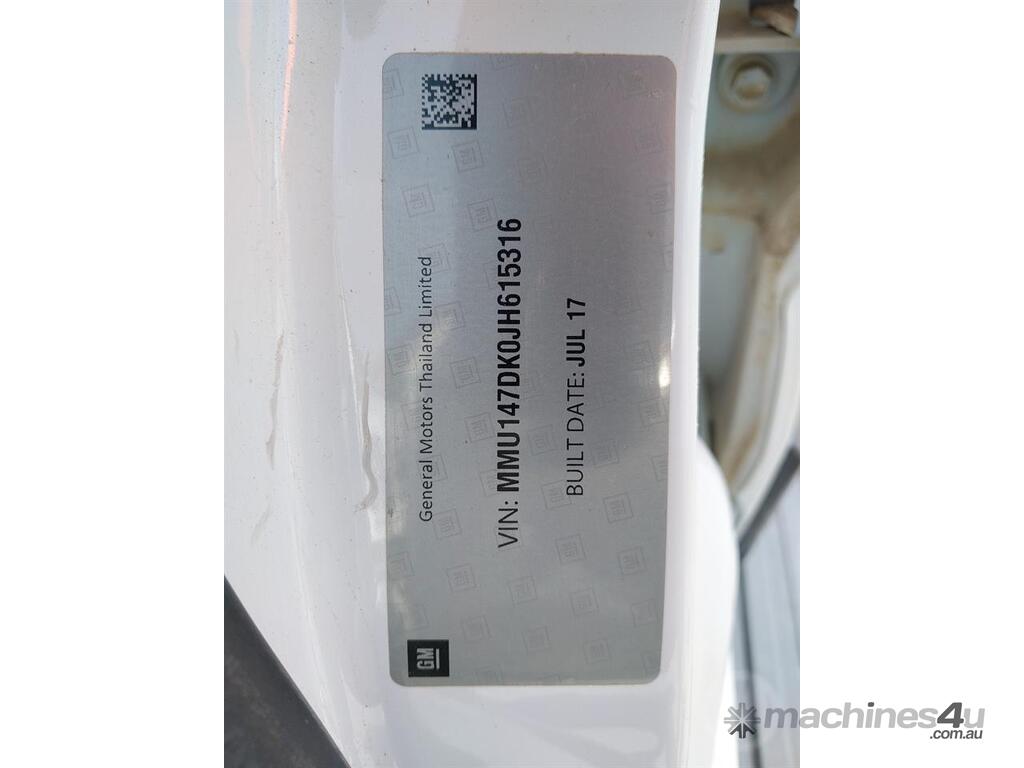 General Motors Thailand Limited
VIN: MMU147DK0JH615316
BUILT DATE: JUL 17
GM
machines4u
.com.au